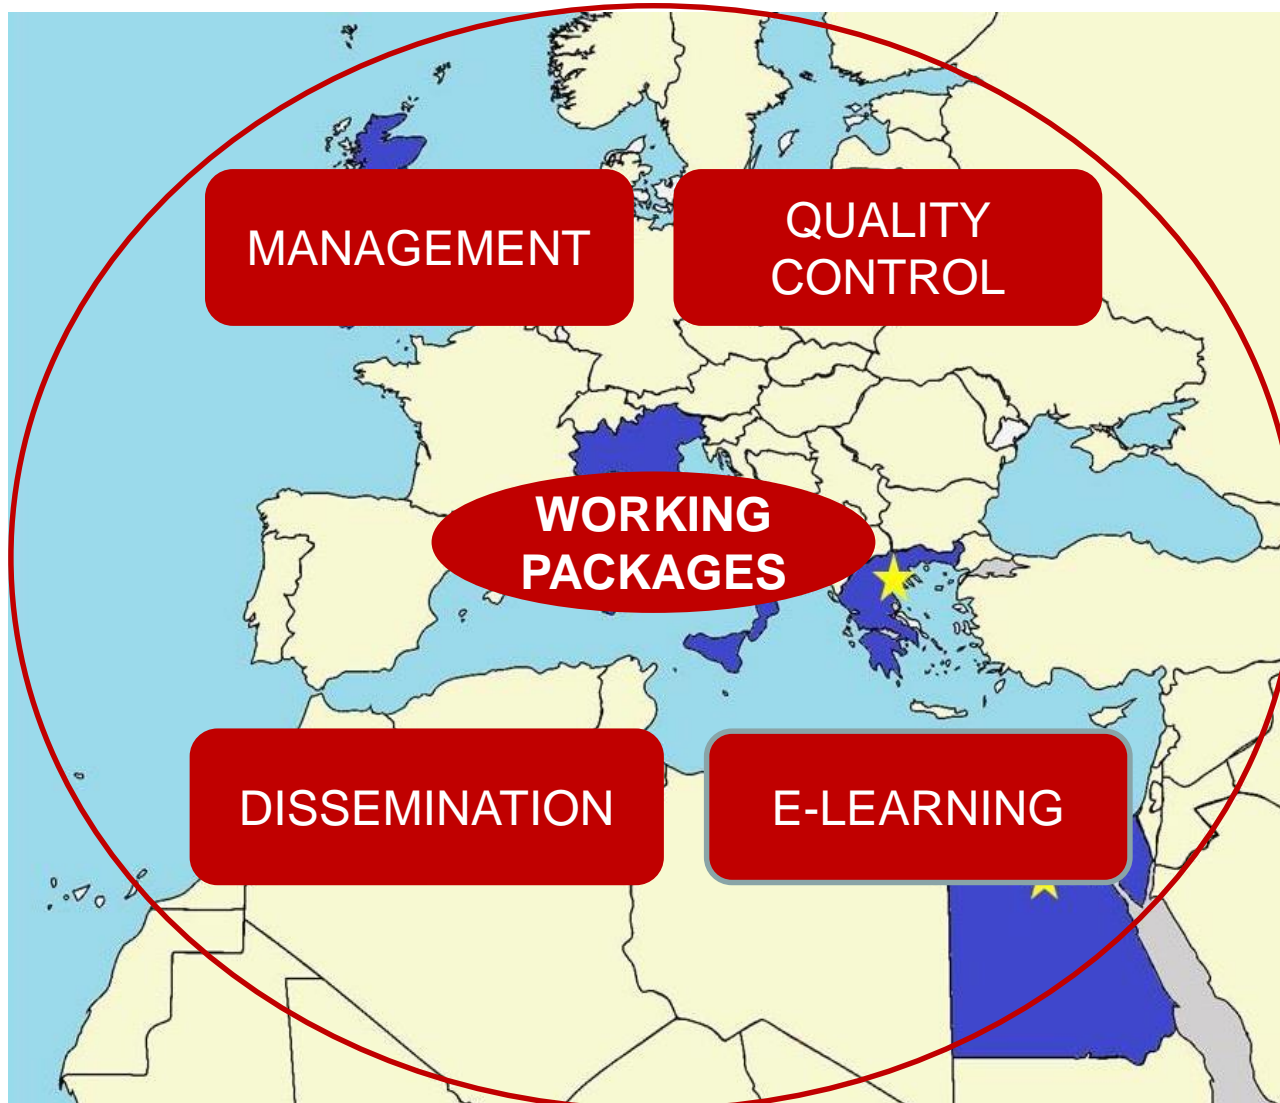 MANAGEMENT
QUALITY
CONTROL
WORKING
PACKAGES
DISSEMINATION
E-LEARNING